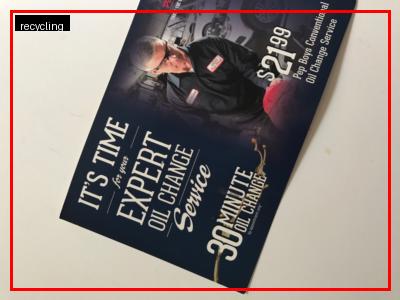 recycling
$21.99
Pep Boys Conventional
Oil Change Service
IT'S TIME
for your
EXPERT
OIL CHANGE
Service
30 MINUTE
OIL CHANGE